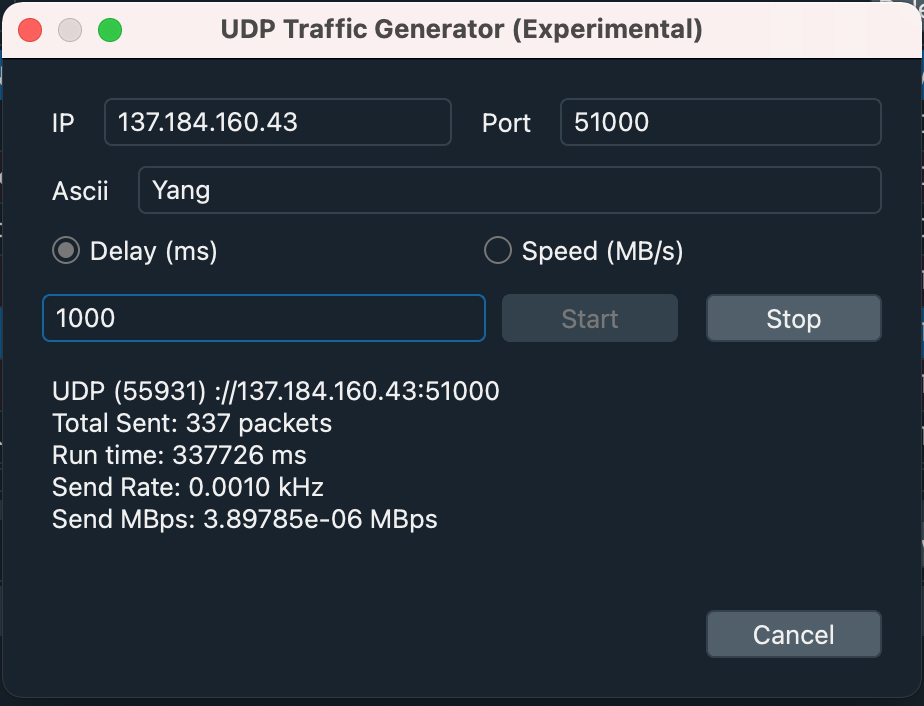 UDP Traffic Generator (Experimental)
IP 137.184.160.43 Port 51000
Ascii Yang
Delay (ms) Speed (MB/s)
1000 Start Stop
UDP (55931) ://137.184.160.43:51000
Total Sent: 337 packets
Run time: 337726 ms
Send Rate: 0.0010 kHz
Send MBps: 3.89785e-06 MBps
Cancel